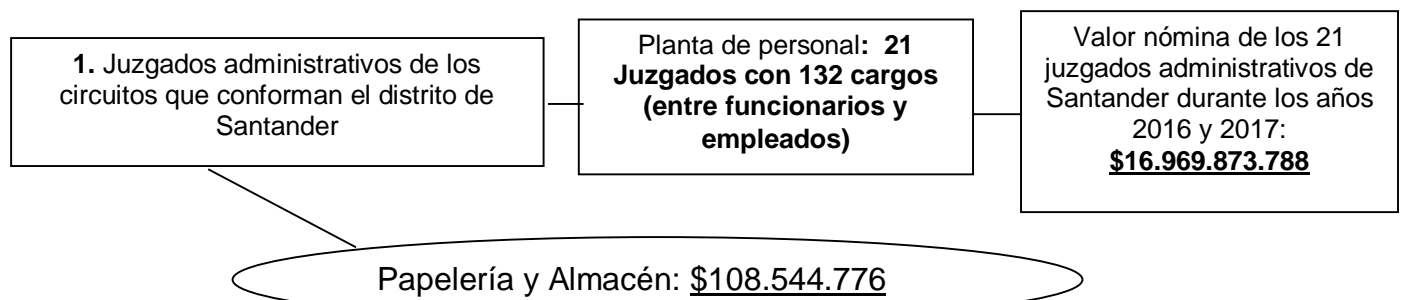 1. Juzgados administrativos de los
circuitos que conforman el distrito de
Santander
Planta de personal: 21
Juzgados con 132 cargos
(entre funcionarios y
empleados)
Valor nómina de los 21
juzgados administrativos de
Santander durante los años
2016 y 2017:
$16.969.873.788
Papelería y Almacén: $108.544.776